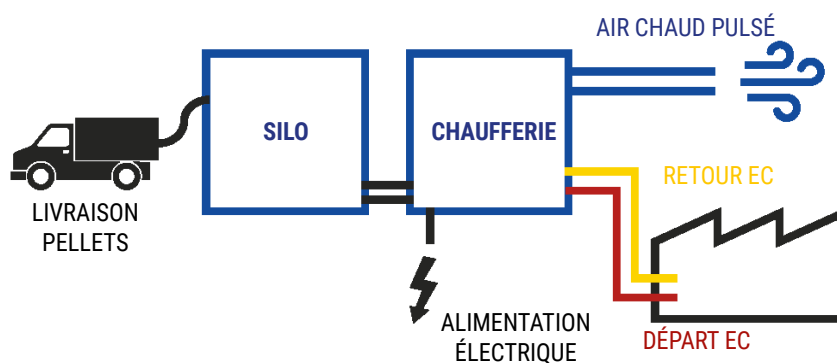 AIR CHAUD PULSÉ
SILO
CHAUFFERIE
RETOUR EC
LIVRAISON
PELLETS
ALIMENTATION
ÉLECTRIQUE
DÉPART EC